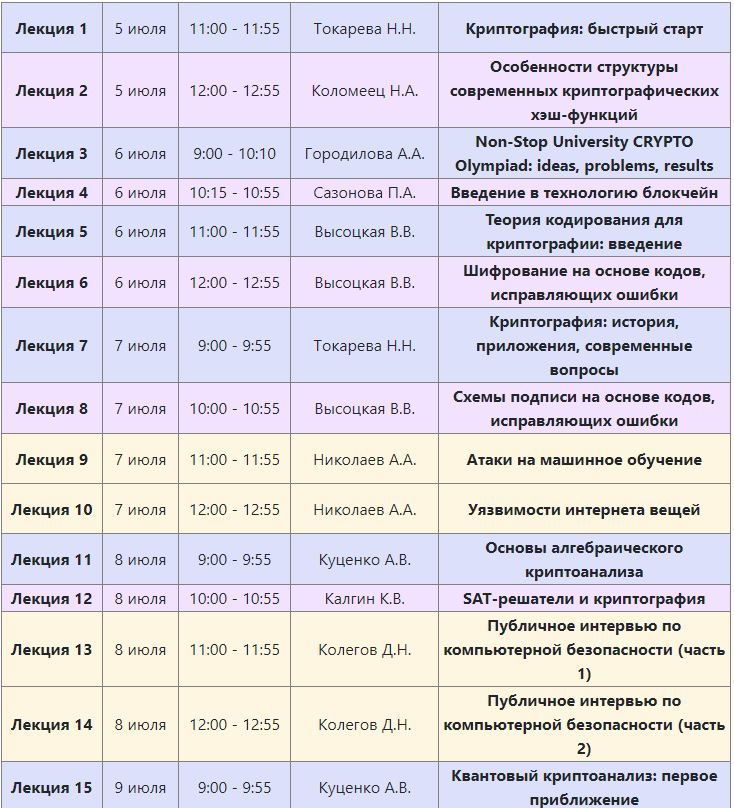 Лекция 1 5 июля 11:00 - 11:55 Токарева Н.Н. Криптография: быстрый старт
Лекция 2 5 июля 12:00 - 12:55 Коломеец Н.А. Особенности структуры
современных криптографических
хэш-функций
Лекция 3 6 июля 9:00 - 10:10 Городилова А.А. Non-Stop University CRYPTO
Olympiad: ideas, problems, results
Лекция 4 6 июля 10:15 - 10:55 Сазонова П.А. Введение в технологию блокчейн
Лекция 5 6 июля 11:00 - 11:55 Высоцкая В.В. Теория кодирования для
криптографии: введение
Лекция 6 6 июля 12:00 - 12:55 Высоцкая В.В. Шифрование на основе кодов,
исправляющих ошибки
Лекция 7 7 июля 9:00 - 9:55 Токарева Н.Н. Криптография: история,
приложения, современные
вопросы
Лекция 8 7 июля 10:00 - 10:55 Высоцкая В.В. Схемы подписи на основе кодов,
исправляющих ошибки
Лекция 9 7 июля 11:00 - 11:55 Николаев А.А. Атаки на машинное обучение
Лекция 10 7 июля 12:00 - 12:55 Николаев А.А. Уязвимости интернета вещей
Лекция 11 8 июля 9:00 - 9:55 Куценко А.В. Основы алгебраического
криптоанализа
Лекция 12 8 июля 10:00 - 10:55 Калгин К.В. SAT-решатели и криптография
Лекция 13 8 июля 11:00 - 11:55 Колегов Д.Н. Публичное интервью по
компьютерной безопасности (часть
1)
Лекция 14 8 июля 12:00 - 12:55 Колегов Д.Н. Публичное интервью по
компьютерной безопасности (часть
2)
Лекция 15 9 июля 9:00 - 9:55 Куценко А.В. Квантовый криптоанализ: первое
приближение